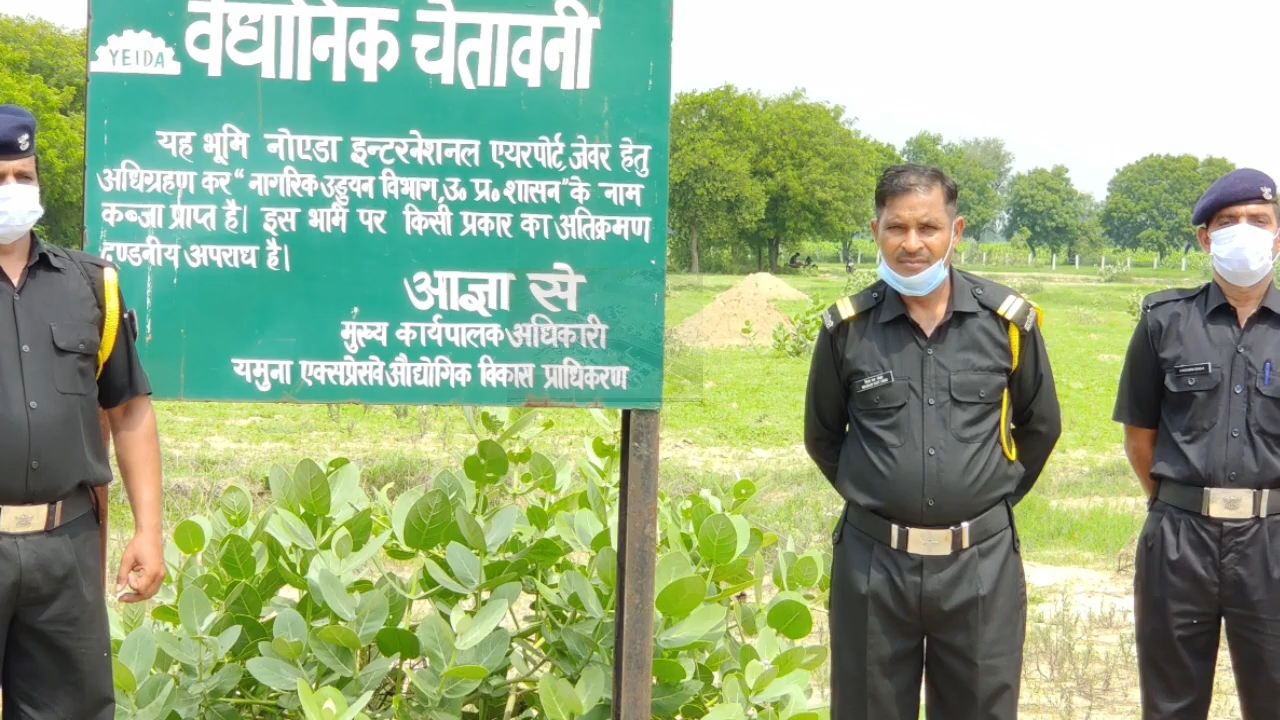 वैधानिक चेतावनी
YEIDA
यह भूमि नोएडा इन्टरनेशनल एयरपोर्ट, जेवर हेतु
अधिग्रहण कर “नागरिक उड्डयन विभाग, उ० प्र० शासन” के नाम
कब्जा प्राप्त है। इस भूमि पर किसी प्रकार का अतिक्रमण
दण्डनीय अपराध है।
आज्ञा से
मुख्य कार्यपालक अधिकारी
यमुना एक्सप्रेसवे औद्योगिक विकास प्राधिकरण